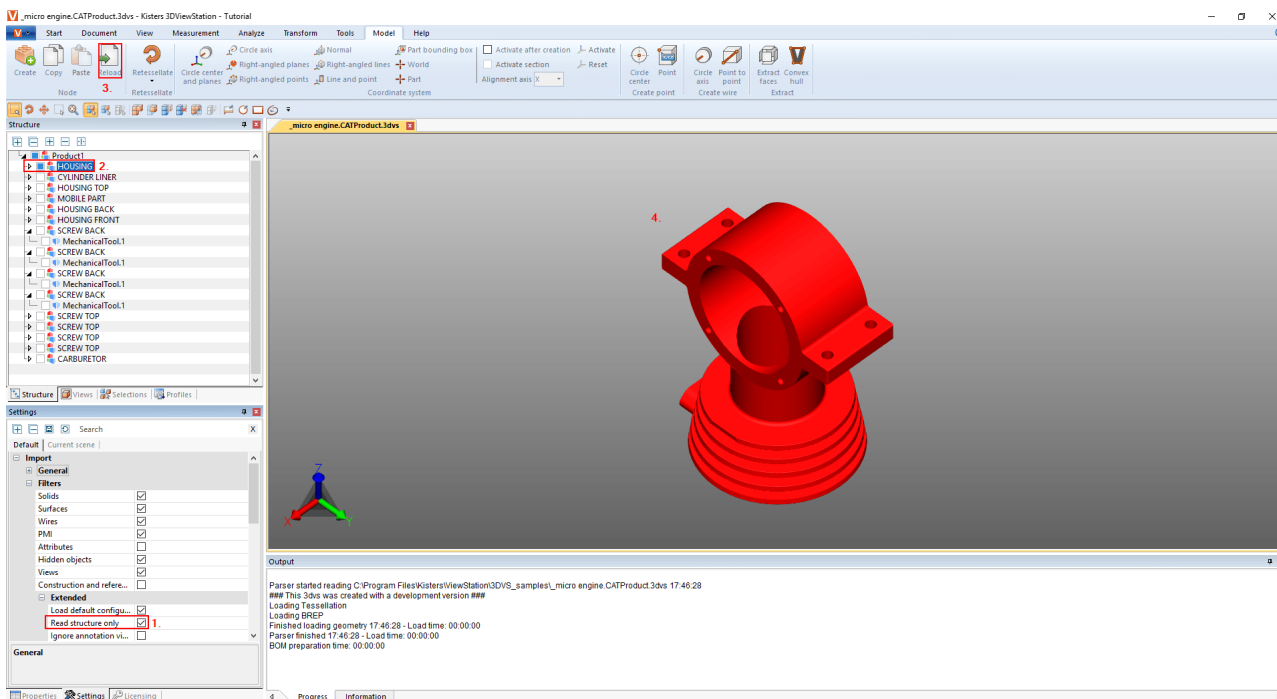 _micro engine.CATProduct.3dvs - Kisters 3DViewStation - Tutorial
Start Document View Measurement Analyze Transform Tools Model Help
Create Copy Paste Reload
Node
3.
Retessellate
Retessellate
Circle center and planes
Circle axis
Right-angled planes
Right-angled points
Normal
Right-angled lines
Line and point
Part bounding box
World
Part
Activate after creation
Activate section
Alignment axis X
Activate
Reset
Coordinate system
Circle center
Point
Create point
Circle axis
Point to point
Create wire
Extract faces
Convex hull
Extract
Structure
_micro engine.CATProduct.3dvs
Product1
HOUSING 2.
CYLINDER LINER
HOUSING TOP
MOBILE PART
HOUSING BACK
HOUSING FRONT
SCREW BACK
MechanicalTool.1
SCREW BACK
MechanicalTool.1
SCREW BACK
MechanicalTool.1
SCREW BACK
MechanicalTool.1
SCREW TOP
SCREW TOP
SCREW TOP
SCREW TOP
CARBURETOR
Structure Views Selections Profiles
4.
Z
X
Y
Settings
Search X
Default Current scene
Import
General
Filters
Solids
Surfaces
Wires
PMI
Attributes
Hidden objects
Views
Construction and refere...
Extended
Load default configu...
Read structure only 1.
Ignore annotation vi...
General
Properties Settings Licensing
Output
Parser started reading C:\Program Files\Kisters\ViewStation\3DVS_samples\_micro engine.CATProduct.3dvs 17:46:28
### This 3dvs was created with a development version ###
Loading Tessellation
Loading BREP
Finished loading geometry 17:46:28 - Load time: 00:00:00
Parser finished 17:46:28 - Load time: 00:00:00
BOM preparation time: 00:00:00
Progress Information